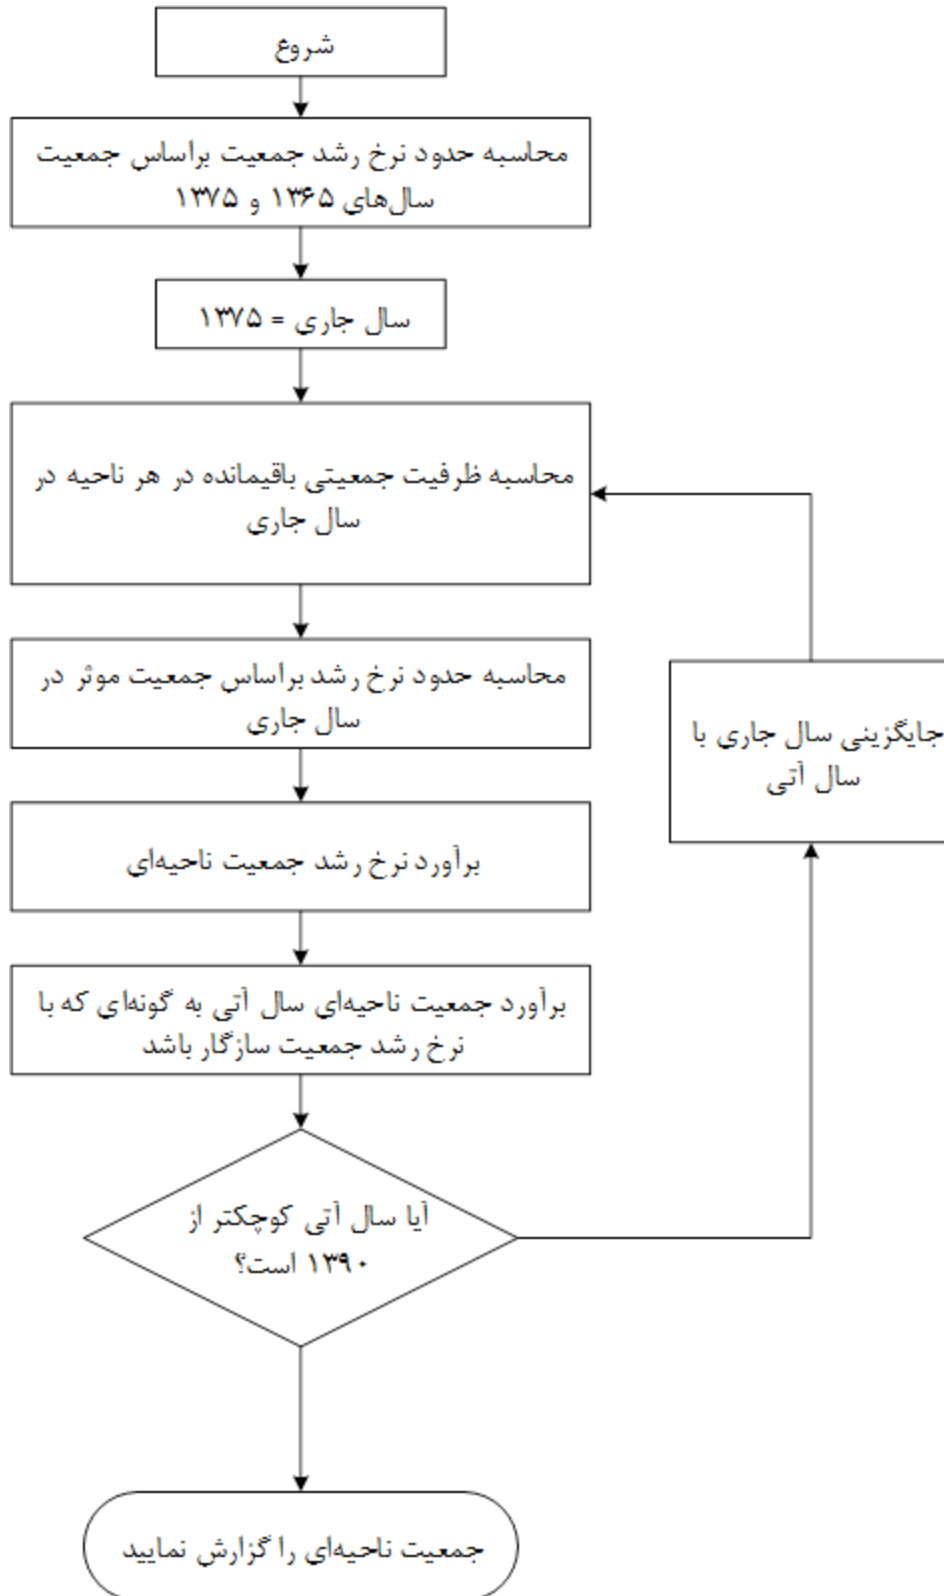 شروع
محاسبه حدود نرخ رشد جمعیت براساس جمعیت
سال‌های ۱۳۶۵ و ۱۳۷۵
سال جاری = ۱۳۷۵
محاسبه ظرفیت جمعیتی باقیمانده در هر ناحیه در
سال جاری
محاسبه حدود نرخ رشد براساس جمعیت موثر در
سال جاری
جایگزینی سال جاری با
سال آتی
برآورد نرخ رشد جمعیت ناحیه‌ای
برآورد جمعیت ناحیه‌ای سال آتی به گونه‌ای که با
نرخ رشد جمعیت سازگار باشد
آیا سال آتی کوچکتر از
۱۳۹۰ است؟
جمعیت ناحیه‌ای را گزارش نمایید